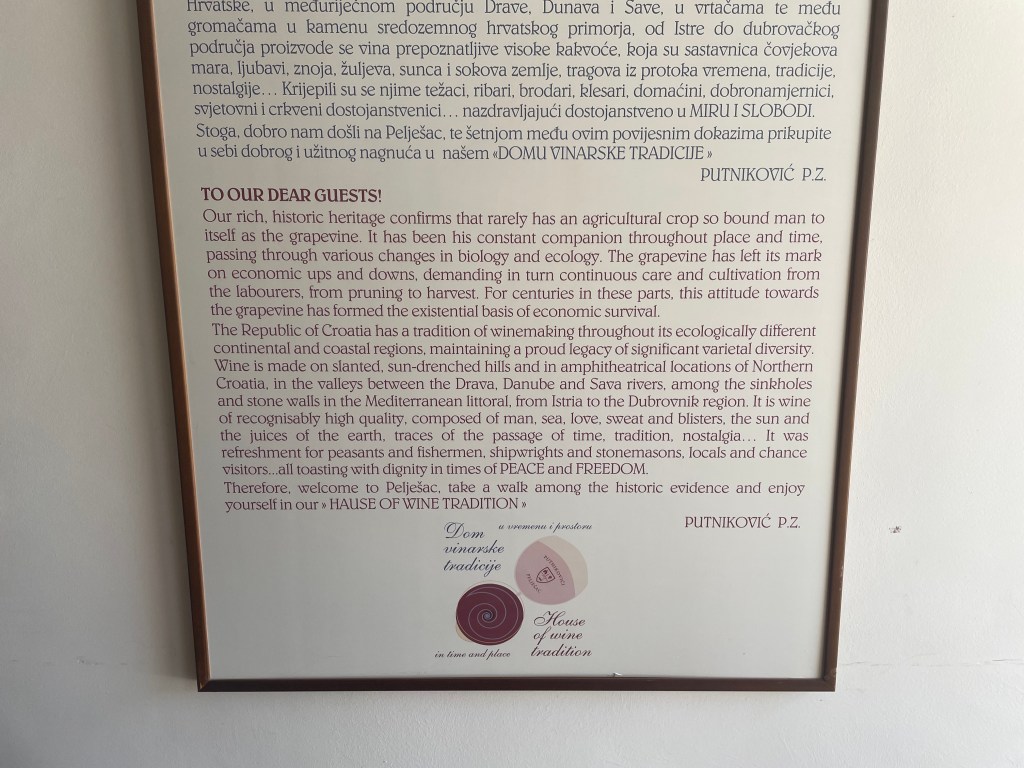 Hrvatske, u međuriječnom području Drave, Dunava i Save, u vrtačama te među
gromačama u kamenu sredozemnog hrvatskog primorja, od Istre do dubrovačkog
područja proizvode se vina prepoznatljive visoke kakvoće, koja su sastavnica čovjekova
mara, ljubavi, znoja, žuljeva, sunca i sokova zemlje, tragova iz protoka vremena, tradicije,
nostalgije... Krijepili su se njime težaci, ribari, brodari, klesari, domaćini, dobronamjernici,
svjetovni i crkveni dostojanstvenici... nazdravljajući dostojanstveno u MIRU I SLOBODI.
Stoga, dobro nam došli na Pelješac, te šetnjom među ovim povijesnim dokazima prikupite
u sebi dobrog i užitnog nagnuća u našem «DOMU VINARSKE TRADICIJE»
PUTNIKOVIĆ P.Z.
TO OUR DEAR GUESTS!
Our rich, historic heritage confirms that rarely has an agricultural crop so bound man to
itself as the grapevine. It has been his constant companion throughout place and time,
passing through various changes in biology and ecology. The grapevine has left its mark
on economic ups and downs, demanding in turn continuous care and cultivation from
the labourers, from pruning to harvest. For centuries in these parts, this attitude towards
the grapevine has formed the existential basis of economic survival.
The Republic of Croatia has a tradition of winemaking throughout its ecologically different
continental and coastal regions, maintaining a proud legacy of significant varietal diversity.
Wine is made on slanted, sun-drenched hills and in amphitheatrical locations of Northern
Croatia, in the valleys between the Drava, Danube and Sava rivers, among the sinkholes
and stone walls in the Mediterranean littoral, from Istria to the Dubrovnik region. It is wine
of recognisably high quality, composed of man, sea, love, sweat and blisters, the sun and
the juices of the earth, traces of the passage of time, tradition, nostalgia... It was
refreshment for peasants and fishermen, shipwrights and stonemasons, locals and chance
visitors...all toasting with dignity in times of PEACE and FREEDOM.
Therefore, welcome to Pelješac, take a walk among the historic evidence and enjoy
yourself in our » HAUSE OF WINE TRADITION »
PUTNIKOVIĆ P.Z.
u vremenu i prostoru
Dom
vinarske
tradicije
House
of wine
tradition
in time and place